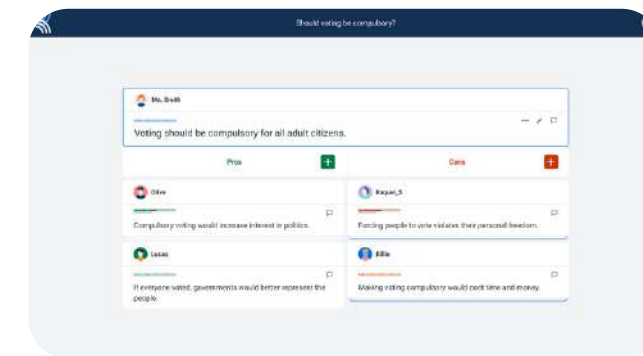 Should voting be compulsory?
Ms. Smith
Voting should be compulsory for all adult citizens.
Pros
Cons
Olive
Raquel_S
Compulsory voting would increase interest in politics.
Forcing people to vote violates their personal freedom.
Lucas
Billie
If everyone voted, governments would better represent the
people.
Making voting compulsory would cost time and money.